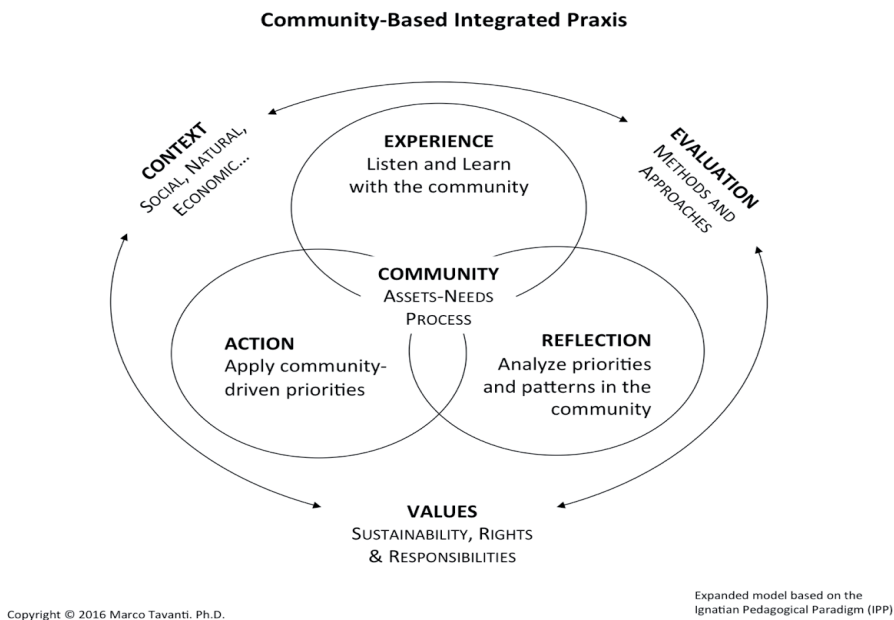 Community-Based Integrated Praxis
CONTEXT
SOCIAL, NATURAL,
ECONOMIC...
EXPERIENCE
Listen and Learn
with the community
EVALUATION
METHODS AND
APPROACHES
COMMUNITY
ASSETS-NEEDS
PROCESS
ACTION
Apply community-
driven priorities
REFLECTION
Analyze priorities
and patterns in the
community
VALUES
SUSTAINABILITY, RIGHTS
& RESPONSIBILITIES
Copyright © 2016 Marco Tavanti. Ph.D.
Expanded model based on the
Ignatian Pedagogical Paradigm (IPP)